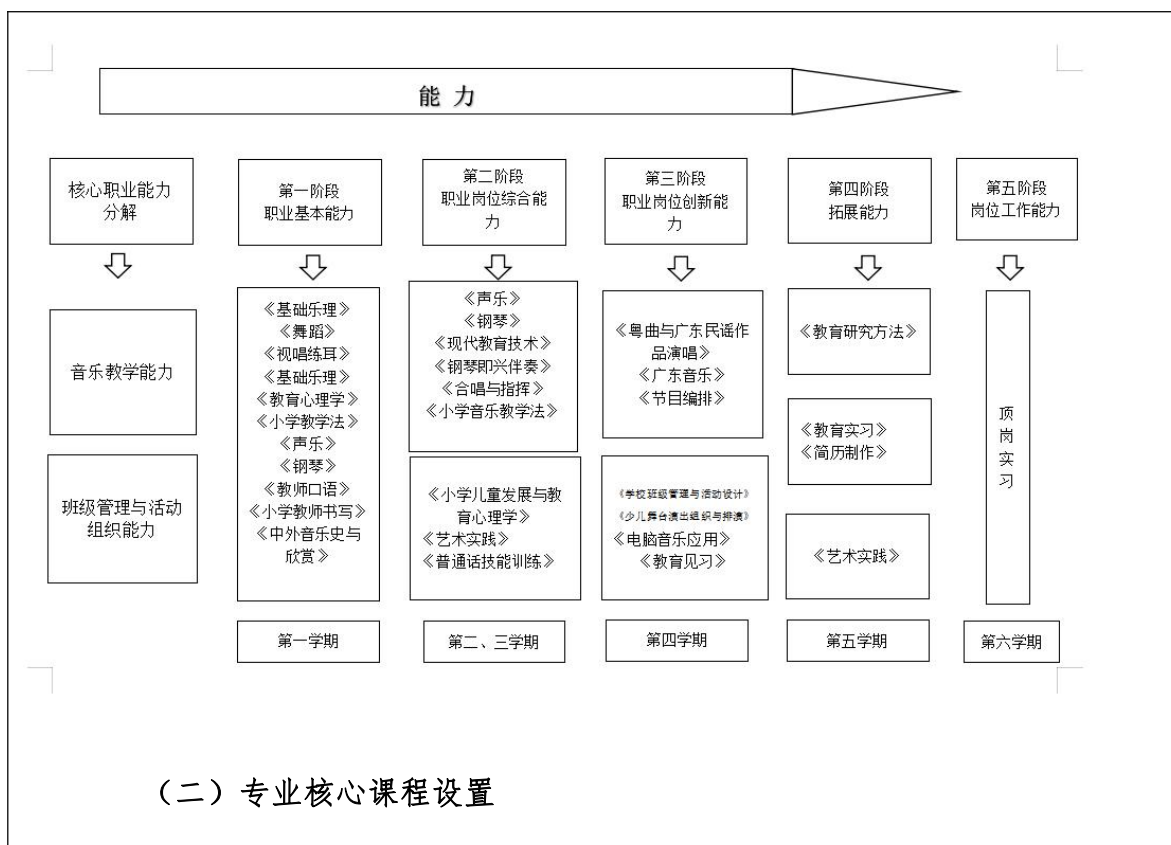 能 力
核心职业能力
分解
第一阶段
职业基本能力
第二阶段
职业岗位综合能
力
第三阶段
职业岗位创新能
力
第四阶段
拓展能力
第五阶段
岗位工作能力
音乐教学能力
班级管理与活动
组织能力
《基础乐理》
《舞蹈》
《视唱练耳》
《基础乐理》
《教育心理学》
《小学教学法》
《声乐》
《钢琴》
《教师口语》
《小学教师书写》
《中外音乐史与
欣赏》
《声乐》
《钢琴》
《现代教育技术》
《钢琴即兴伴奏》
《合唱与指挥》
《小学音乐教学法》
《小学儿童发展与教
育心理学》
《艺术实践》
《普通话技能训练》
《粤曲与广东民谣作
品演唱》
《广东音乐》
《节目编排》
《学校班级管理与活动设计》
《少儿舞台演出组织与排演》
《电脑音乐应用》
《教育见习》
《教育研究方法》
《教育实习》
《简历制作》
《艺术实践》
顶
岗
实
习
第一学期
第二、三学期
第四学期
第五学期
第六学期
（二）专业核心课程设置